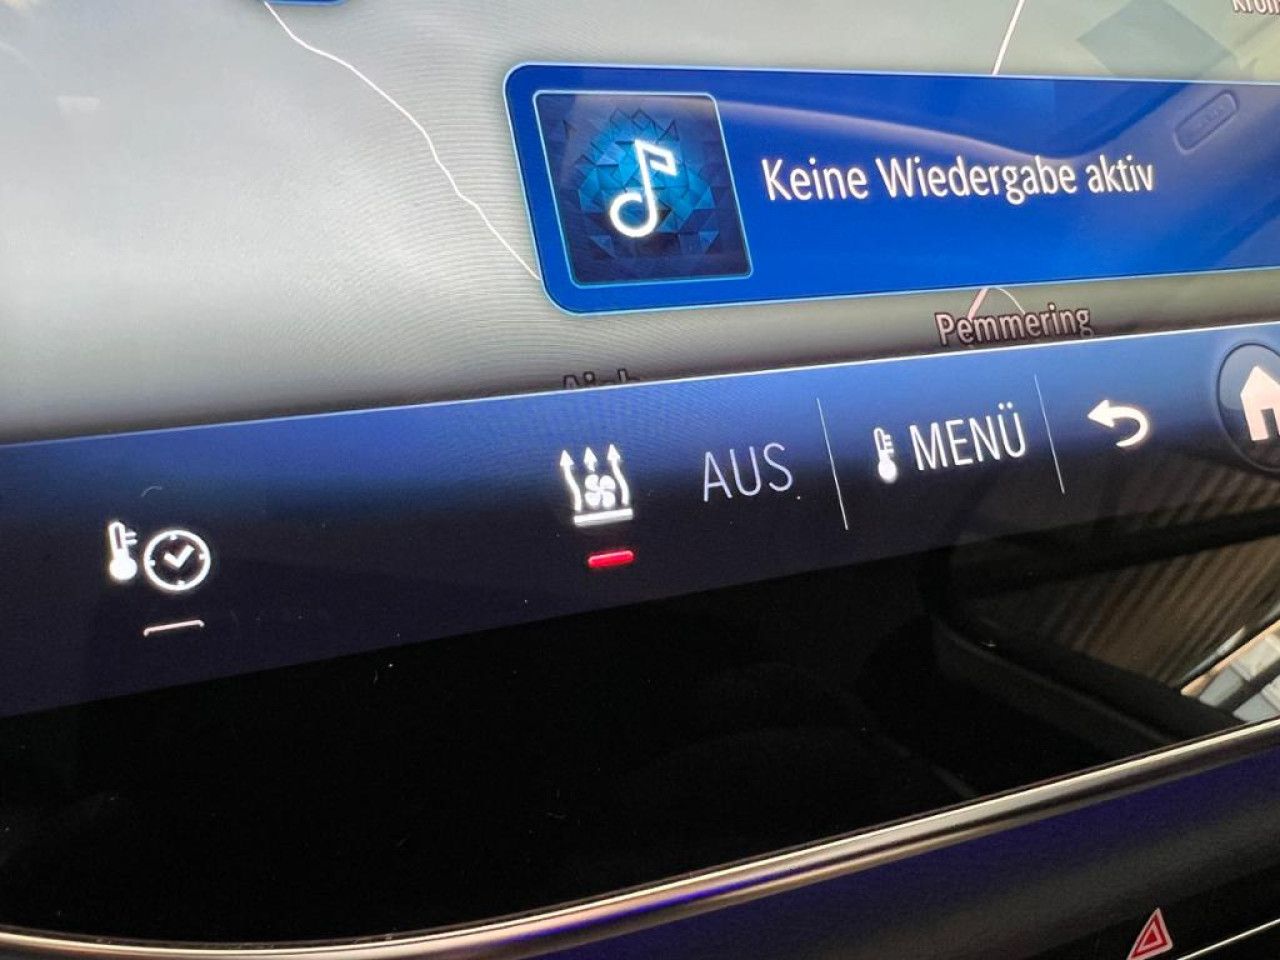 Keine Wiedergabe aktiv
Pemmering
AUS
MENÜ